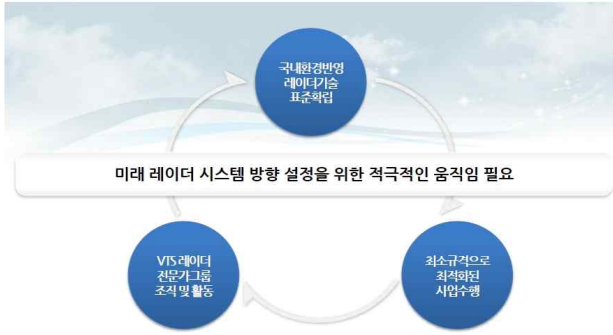 국내환경반영
레이더기술
표준확립
미래 레이더 시스템 방향 설정을 위한 적극적인 움직임 필요
VTS 레이더
전문가그룹
조직 및 활동
최소규격으로
최적화된
사업수행